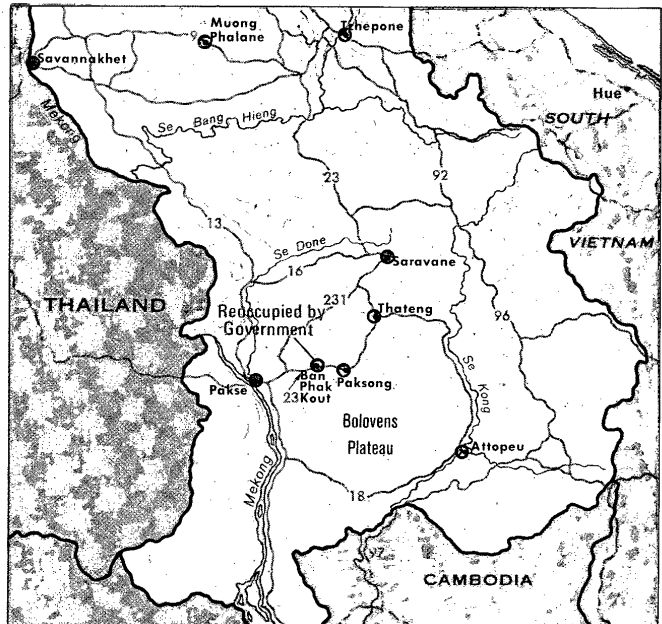 Muong
Phalane
Tchepone
9
Savannakhet
Hue
Mekong
Se Bang Hieng
SOUTH
23
92
13
VIETNAM
Se Done
16
Saravane
THAILAND
Reoccupied by
Government
231
Thateng
96
Se Kong
Pakse
Ban
Phak
Kout
23
Paksong
Bolovens
Plateau
Attopeu
Mekong
18
97
CAMBODIA